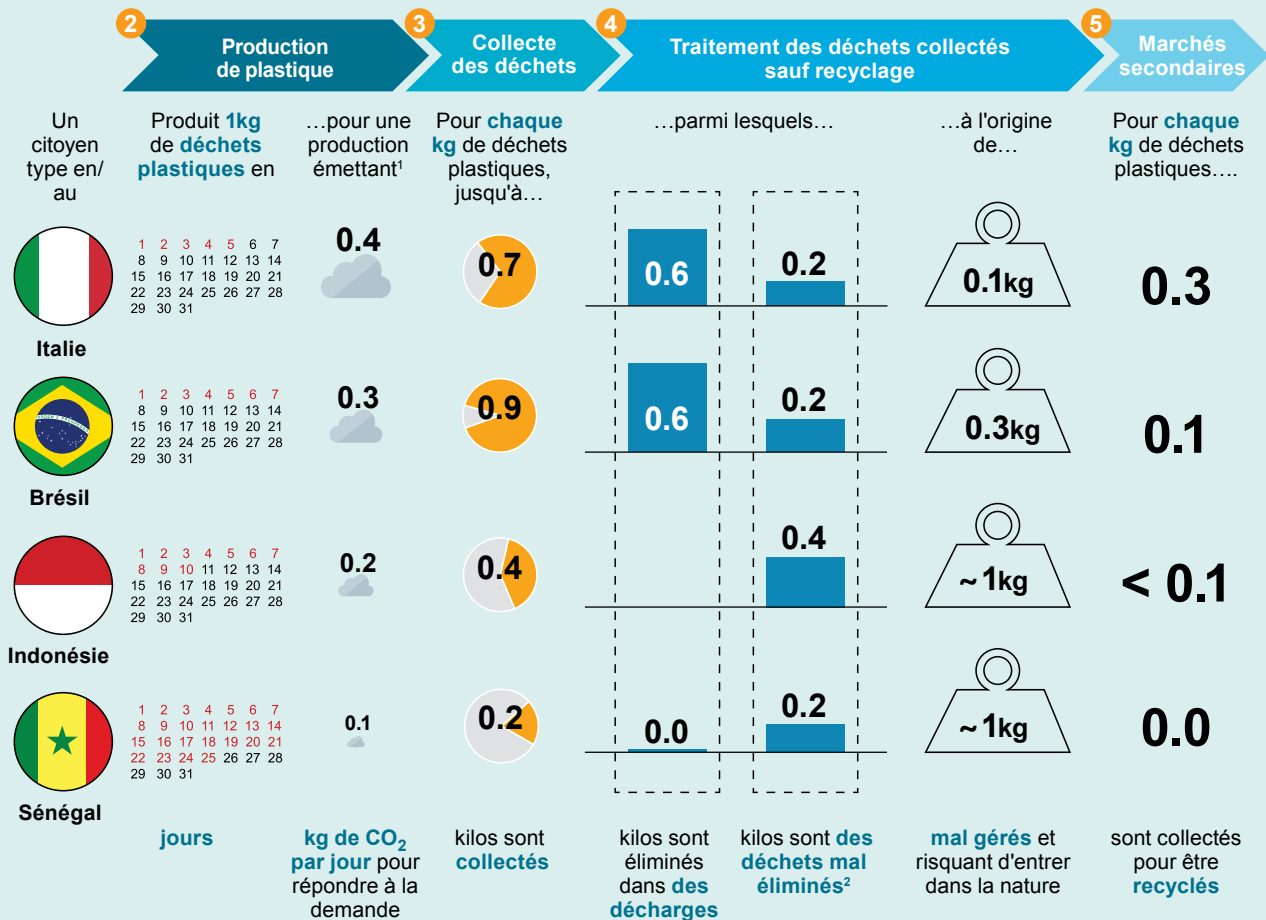 2
Production
de plastique
3
Collecte
des déchets
4
Traitement des déchets collectés
sauf recyclage
5
Marchés
secondaires
Un
citoyen
type en/
au
Produit 1kg
de déchets
plastiques en
…pour une
production
émettant¹
Pour chaque
kg de déchets
plastiques,
jusqu'à…
…parmi lesquels…
…à l'origine
de…
Pour chaque
kg de déchets
plastiques….
Italie
1 2 3 4 5 6 7
8 9 10 11 12 13 14
15 16 17 18 19 20 21
22 23 24 25 26 27 28
29 30 31
0.4
0.7
0.6
0.2
0.1kg
0.3
Brésil
1 2 3 4 5 6 7
8 9 10 11 12 13 14
15 16 17 18 19 20 21
22 23 24 25 26 27 28
29 30 31
0.3
0.9
0.6
0.2
0.3kg
0.1
Indonésie
1 2 3 4 5 6 7
8 9 10 11 12 13 14
15 16 17 18 19 20 21
22 23 24 25 26 27 28
29 30 31
0.2
0.4
0.4
~ 1kg
< 0.1
Sénégal
1 2 3 4 5 6 7
8 9 10 11 12 13 14
15 16 17 18 19 20 21
22 23 24 25 26 27 28
29 30 31
0.1
0.2
0.0
0.2
~ 1kg
0.0
jours
kg de CO₂
par jour pour
répondre à la
demande
kilos sont
collectés
kilos sont
éliminés
dans des
décharges
kilos sont des
déchets mal
éliminés²
mal gérés et
risquant d'entrer
dans la nature
sont collectés
pour être
recyclés